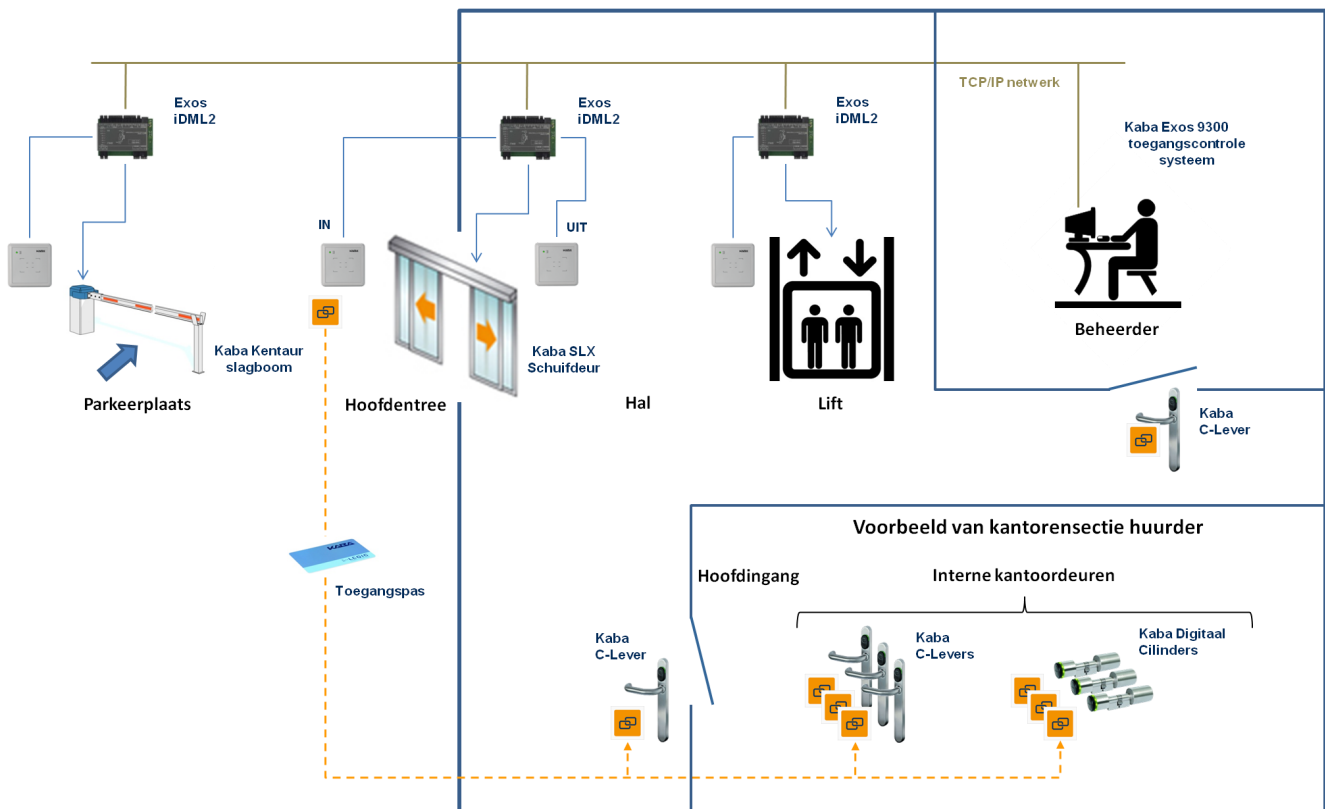 TCP/IP netwerk
Exos
iDML2
Exos
iDML2
Exos
iDML2
Kaba Exos 9300
toegangscontrole
systeem
IN
UIT
Beheerder
Kaba Kentaur
slagboom
Kaba SLX
Schuifdeur
Parkeerplaats
Hoofdentree
Hal
Lift
Kaba
C-Lever
Voorbeeld van kantorensectie huurder
Hoofdingang
Interne kantoordeuren
Toegangspas
Kaba
C-Lever
Kaba
C-Levers
Kaba Digitaal
Cilinders